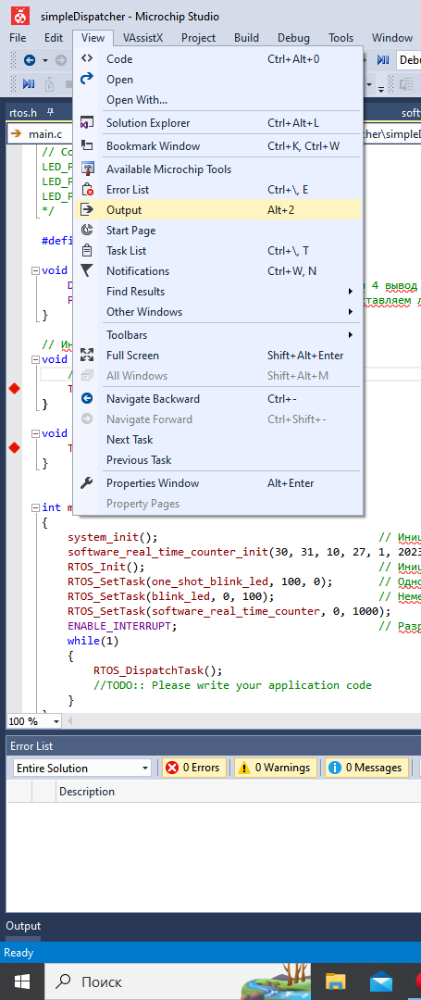 simpleDispatcher - Microchip Studio
File Edit View VAssistX Project Build Debug Tools Window
Debu
rtos.h soft
main.c her\simpleDi
Code Ctrl+Alt+0
Open
Open With...
Solution Explorer Ctrl+Alt+L
Bookmark Window Ctrl+K, Ctrl+W
Available Microchip Tools
Error List Ctrl+\, E
Output Alt+2
Start Page
Task List Ctrl+\, T
Notifications Ctrl+W, N
Find Results
Other Windows
Toolbars
Full Screen Shift+Alt+Enter
All Windows Shift+Alt+M
Navigate Backward Ctrl+-
Navigate Forward Ctrl+Shift+-
Next Task
Previous Task
Properties Window Alt+Enter
Property Pages
// Co
LED_P
LED_P
LED_P
*/
#defi
void
D 4 вывод
P тавляем л
}
// Ин
void
/
T
}
void
T
}
int m
{
system_init(); // Иниц
software_real_time_counter_init(30, 31, 10, 27, 1, 2023
RTOS_Init(); // Иниц
RTOS_SetTask(one_shot_blink_led, 100, 0); // Одно
RTOS_SetTask(blink_led, 0, 100); // Неме
RTOS_SetTask(software_real_time_counter, 0, 1000);
ENABLE_INTERRUPT; // Разр
while(1)
{
RTOS_DispatchTask();
//TODO:: Please write your application code
}
100 %
Error List
Entire Solution 0 Errors 0 Warnings 0 Messages
Description
Output
Ready
Поиск